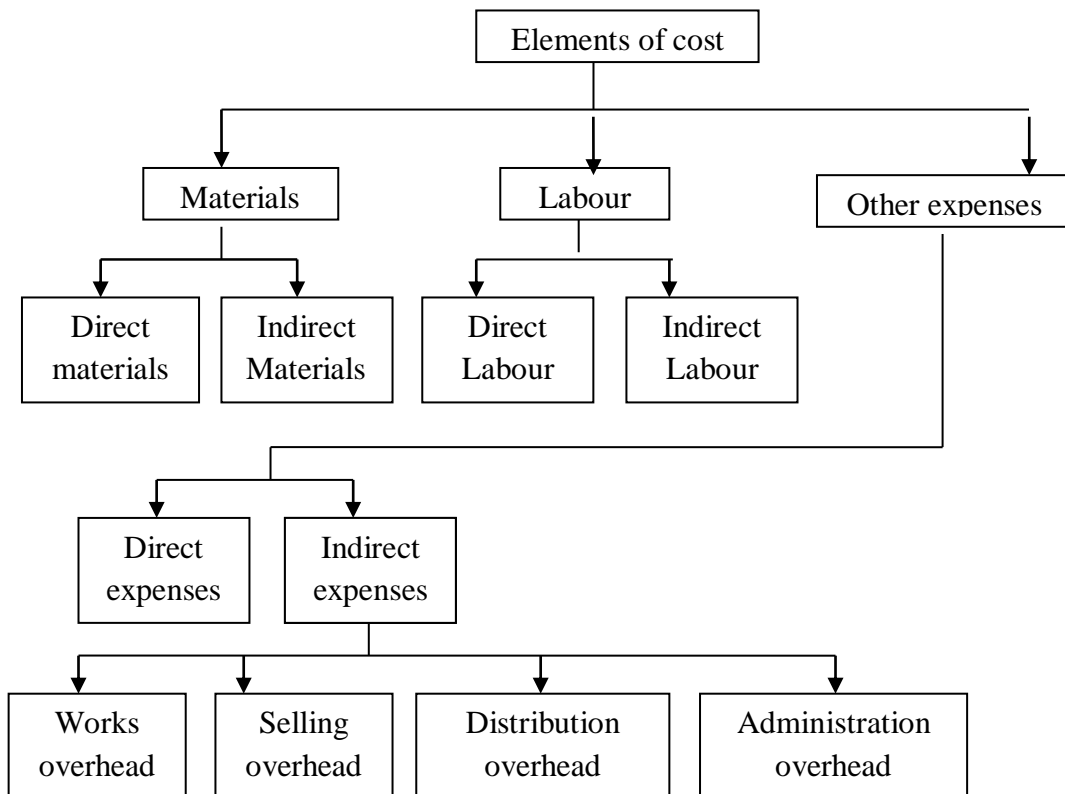 Elements of cost
Materials
Labour
Other expenses
Direct
materials
Indirect
Materials
Direct
Labour
Indirect
Labour
Direct
expenses
Indirect
expenses
Works
overhead
Selling
overhead
Distribution
overhead
Administration
overhead